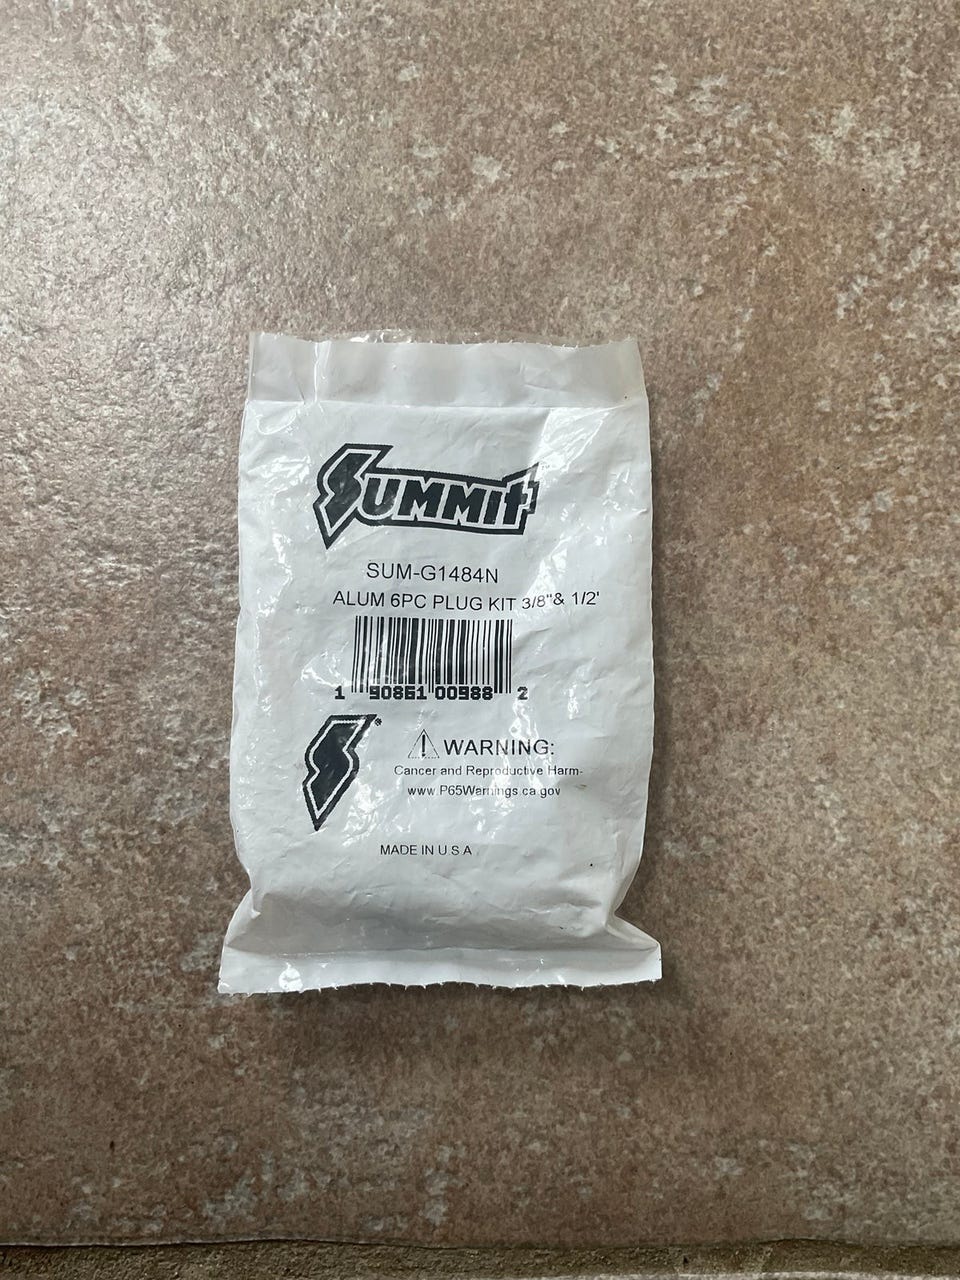 SUMMIT
SUM-G1484N
ALUM 6PC PLUG KIT 3/8"& 1/2'
1 90861 00988 2
WARNING:
Cancer and Reproductive Harm-
www.P65Warnings.ca.gov
MADE IN U.S.A.